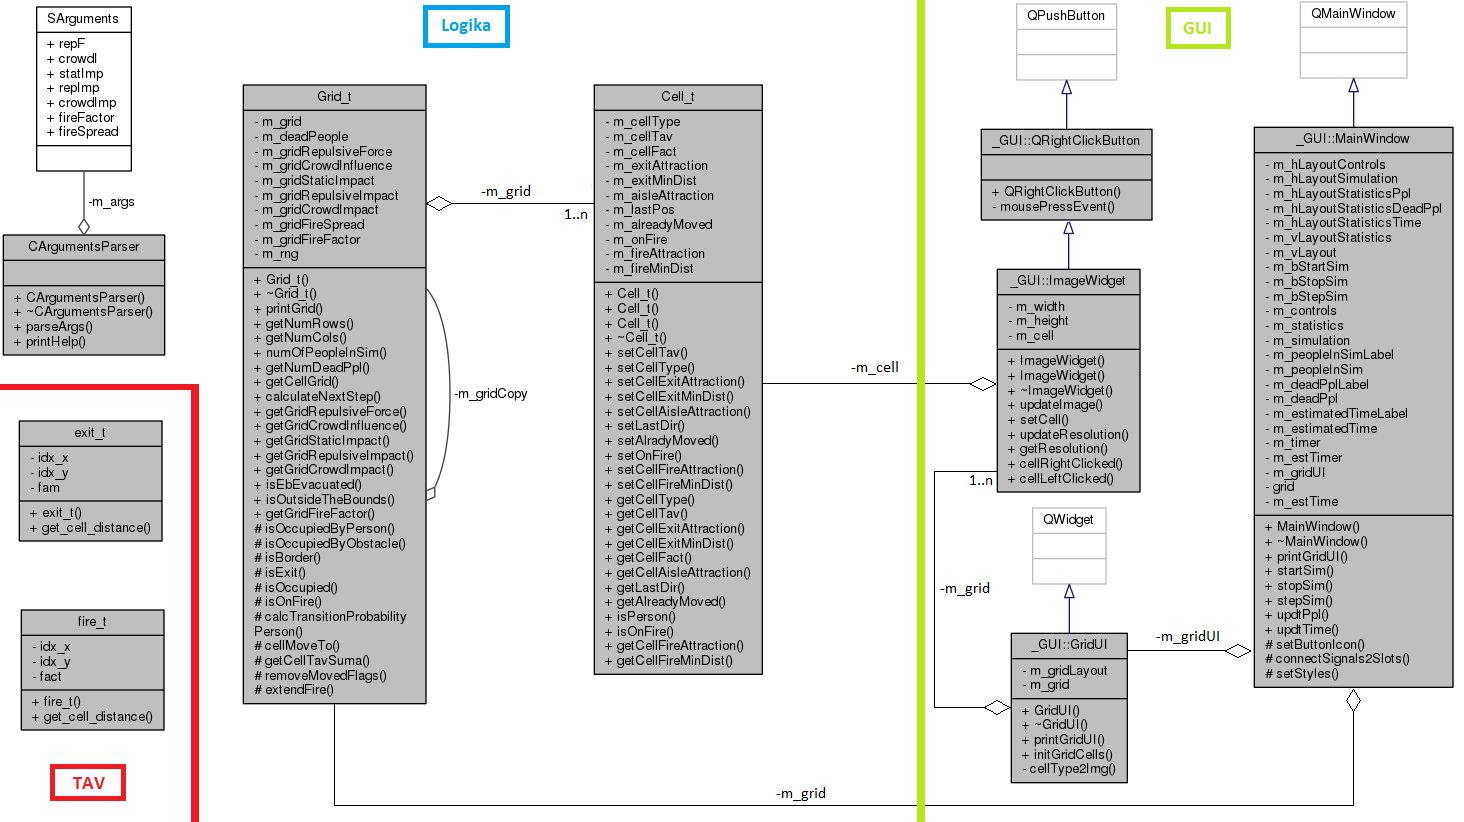 SArguments
+ repF
+ crowdI
+ statImp
+ repImp
+ crowdImp
+ fireFactor
+ fireSpread
-m_args
CArgumentsParser
+ CArgumentsParser()
+ ~CArgumentsParser()
+ parseArgs()
+ printHelp()
exit_t
- idx_x
- idx_y
- fam
+ exit_t()
+ get_cell_distance()
fire_t
- idx_x
- idx_y
- fact
+ fire_t()
+ get_cell_distance()
TAV
Logika
Grid_t
- m_grid
- m_deadPeople
- m_gridRepulsiveForce
- m_gridCrowdInfluence
- m_gridStaticImpact
- m_gridRepulsiveImpact
- m_gridCrowdImpact
- m_gridFireSpread
- m_gridFireFactor
- m_rng
+ Grid_t()
+ ~Grid_t()
+ printGrid()
+ getNumRows()
+ getNumCols()
+ numOfPeopleInSim()
+ getNumDeadPpl()
+ getCellGrid()
+ calculateNextStep()
+ getGridRepulsiveForce()
+ getGridCrowdInfluence()
+ getGridStaticImpact()
+ getGridRepulsiveImpact()
+ getGridCrowdImpact()
+ isEbEvacuated()
+ isOutsideTheBounds()
+ getGridFireFactor()
# isOccupiedByPerson()
# isOccupiedByObstacle()
# isBorder()
# isExit()
# isOccupied()
# isOnFire()
# calcTransitionProbability
Person()
# cellMoveTo()
# getCellTavSuma()
# removeMovedFlags()
# extendFire()
-m_gridCopy
-m_grid
1..n
Cell_t
- m_cellType
- m_cellTav
- m_cellFact
- m_exitAttraction
- m_exitMinDist
- m_aisleAttraction
- m_lastPos
- m_alreadyMoved
- m_onFire
- m_fireAttraction
- m_fireMinDist
+ Cell_t()
+ Cell_t()
+ Cell_t()
+ ~Cell_t()
+ setCellTav()
+ setCellType()
+ setCellExitAttraction()
+ setCellExitMinDist()
+ setCellAisleAttraction()
+ setLastDir()
+ setAlradyMoved()
+ setOnFire()
+ setCellFireAttraction()
+ setCellFireMinDist()
+ getCellType()
+ getCellTav()
+ getCellExitAttraction()
+ getCellExitMinDist()
+ getCellFact()
+ getCellAisleAttraction()
+ getLastDir()
+ getAlreadyMoved()
+ isPerson()
+ isOnFire()
+ getCellFireAttraction()
+ getCellFireMinDist()
-m_cell
-m_grid
GUI
QPushButton
_GUI::QRightClickButton
+ QRightClickButton()
- mousePressEvent()
_GUI::ImageWidget
- m_width
- m_height
- m_cell
+ ImageWidget()
+ ImageWidget()
+ ~ImageWidget()
+ updateImage()
+ setCell()
+ updateResolution()
+ getResolution()
+ cellRightClicked()
+ cellLeftClicked()
1..n
-m_grid
QWidget
_GUI::GridUI
- m_gridLayout
- m_grid
+ GridUI()
+ ~GridUI()
+ printGridUI()
+ initGridCells()
- cellType2Img()
-m_gridUI
QMainWindow
_GUI::MainWindow
- m_hLayoutControls
- m_hLayoutSimulation
- m_hLayoutStatisticsPpl
- m_hLayoutStatisticsDeadPpl
- m_hLayoutStatisticsTime
- m_vLayoutStatistics
- m_vLayout
- m_bStartSim
- m_bStopSim
- m_bStepSim
- m_controls
- m_statistics
- m_simulation
- m_peopleInSimLabel
- m_peopleInSim
- m_deadPplLabel
- m_deadPpl
- m_estimatedTimeLabel
- m_estimatedTime
- m_timer
- m_estTimer
- m_gridUI
- grid
- m_estTime
+ MainWindow()
+ ~MainWindow()
+ printGridUI()
+ startSim()
+ stopSim()
+ stepSim()
+ updtPpl()
+ updtTime()
# setButtonIcon()
# connectSignals2Slots()
# setStyles()